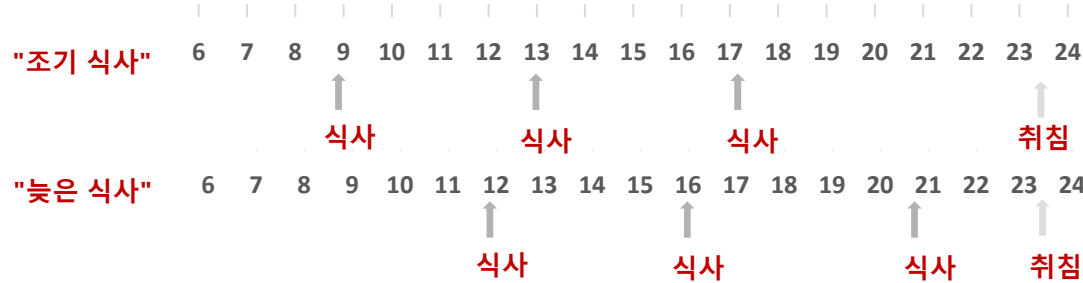 "조기 식사" 6 7 8 9 10 11 12 13 14 15 16 17 18 19 20 21 22 23 24
식사 식사 식사 취침
"늦은 식사" 6 7 8 9 10 11 12 13 14 15 16 17 18 19 20 21 22 23 24
식사 식사 식사 취침